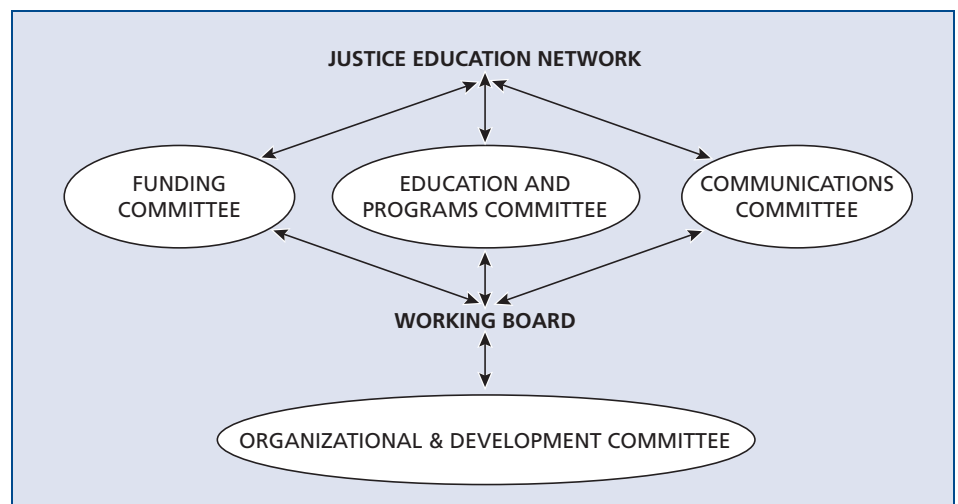 JUSTICE EDUCATION NETWORK
FUNDING
COMMITTEE
EDUCATION AND
PROGRAMS COMMITTEE
COMMUNICATIONS
COMMITTEE
WORKING BOARD
ORGANIZATIONAL & DEVELOPMENT COMMITTEE